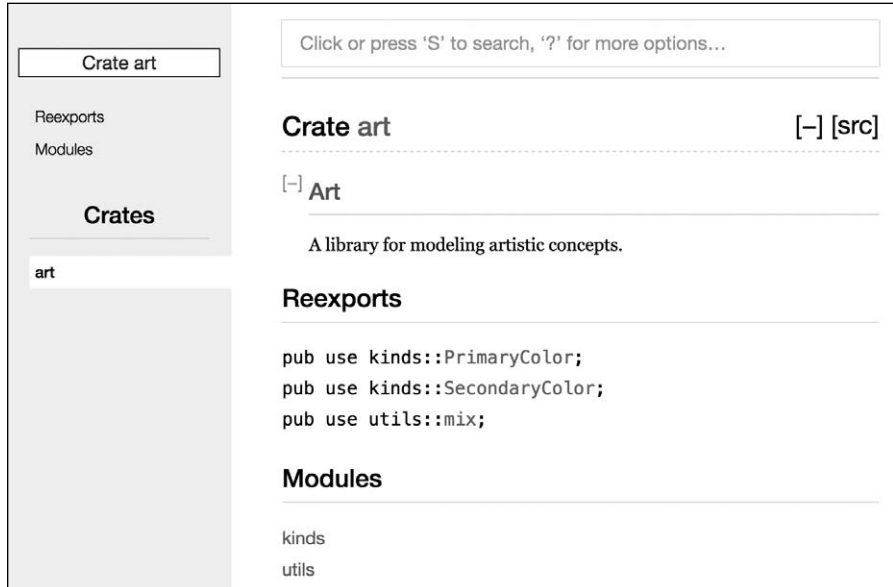 Crate art
Reexports
Modules
Crates
art
Click or press ‘S’ to search, ‘?’ for more options…
Crate art [−] [src]
[−] Art
A library for modeling artistic concepts.
Reexports
pub use kinds::PrimaryColor;
pub use kinds::SecondaryColor;
pub use utils::mix;
Modules
kinds
utils